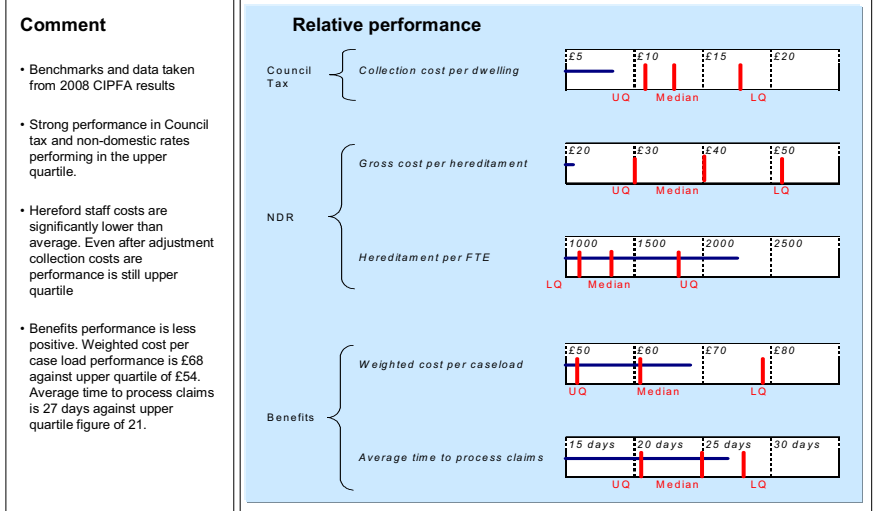 Comment
• Benchmarks and data taken
from 2008 CIPFA results
• Strong performance in Council
tax and non-domestic rates
performing in the upper
quartile.
• Hereford staff costs are
significantly lower than
average. Even after adjustment
collection costs are
performance is still upper
quartile
• Benefits performance is less
positive. Weighted cost per
case load performance is £68
against upper quartile of £54.
Average time to process claims
is 27 days against upper
quartile figure of 21.
Relative performance
Council
Tax
Collection cost per dwelling
£5 £10 £15 £20
UQ Median LQ
NDR
Gross cost per hereditament
£20 £30 £40 £50
UQ Median LQ
Hereditament per FTE
1000 1500 2000 2500
LQ Median UQ
Benefits
Weighted cost per caseload
£50 £60 £70 £80
UQ Median LQ
Average time to process claims
15 days 20 days 25 days 30 days
UQ Median LQ